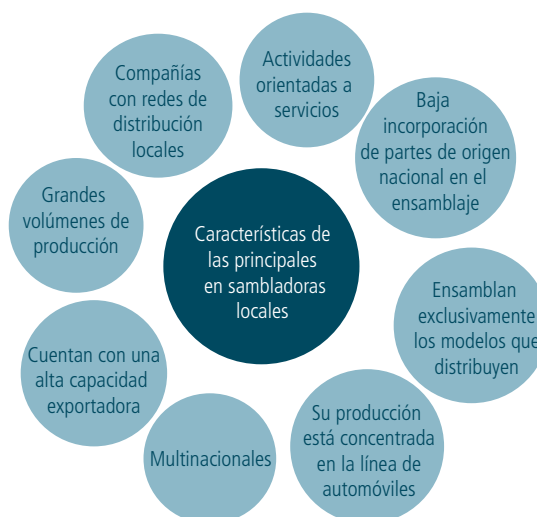 Características de
las principales
en sambladoras
locales
Actividades
orientadas a
servicios
Baja
incorporación
de partes de origen
nacional en el
ensamblaje
Ensamblan
exclusivamente
los modelos que
distribuyen
Su producción
está concentrada
en la línea de
automóviles
Multinacionales
Cuentan con una
alta capacidad
exportadora
Grandes
volúmenes de
producción
Compañías
con redes de
distribución
locales